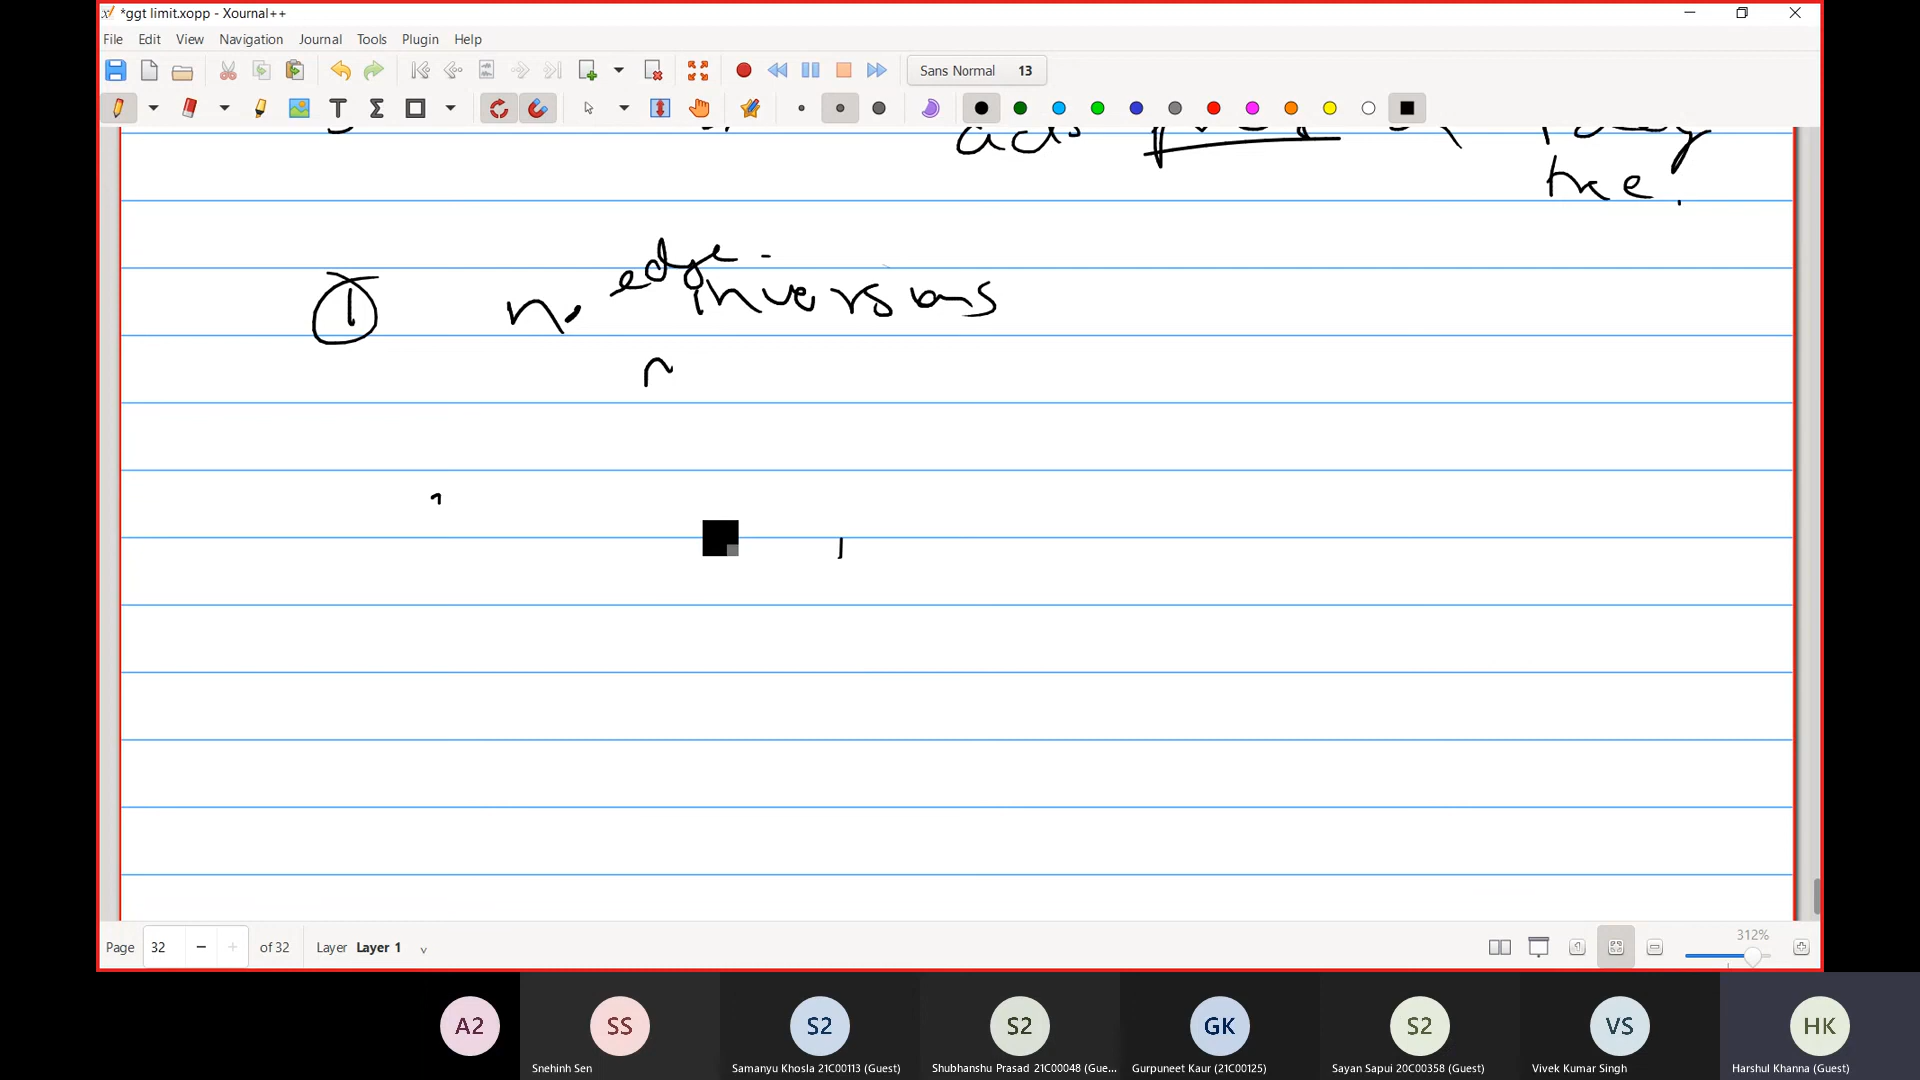 *ggt limit.xopp - Xournal++
File Edit View Navigation Journal Tools Plugin Help
Sans Normal 13
tree.
① no edge-
inversions
Page 32 of 32 Layer Layer 1 312%
A2 SS S2 S2 GK S2 VS HK
Snehinh Sen Samanyu Khosla 21C00113 (Guest) Shubhanshu Prasad 21C00048 (Gue... Gurpuneet Kaur (21C00125) Sayan Sapui 20C00358 (Guest) Vivek Kumar Singh Harshul Khanna (Guest)